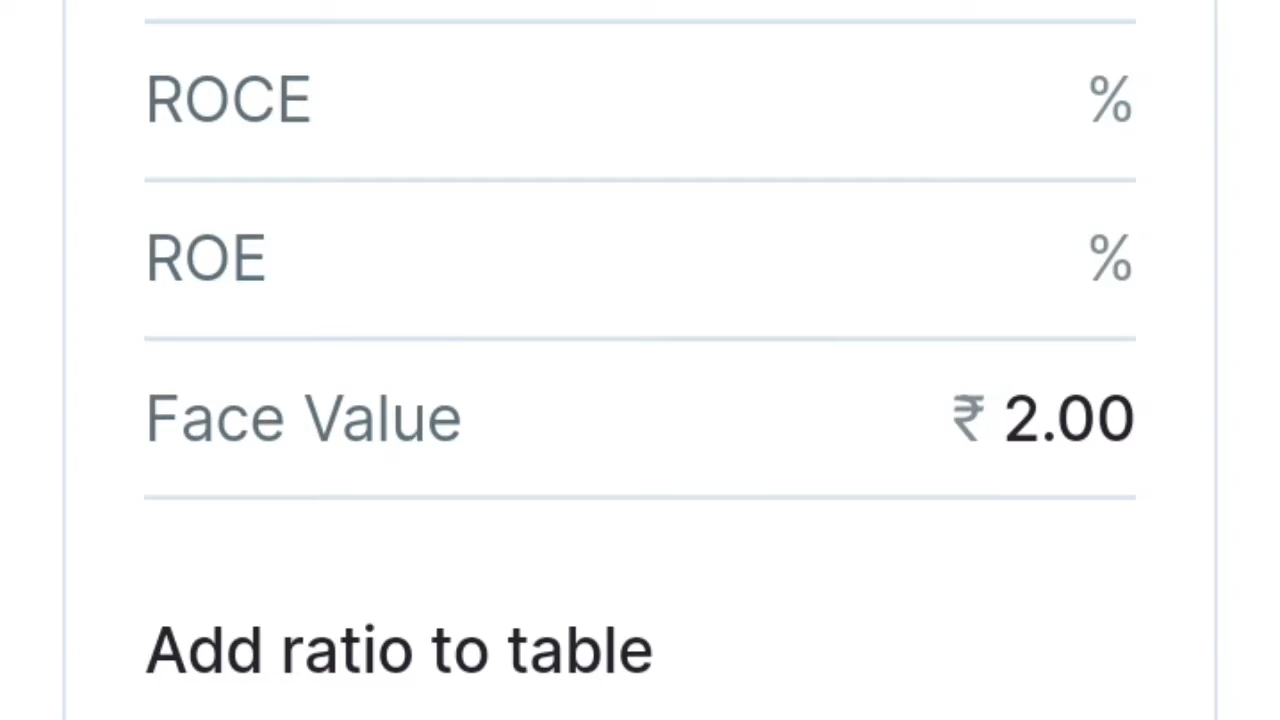 ROCE %
ROE %
Face Value ₹ 2.00
Add ratio to table